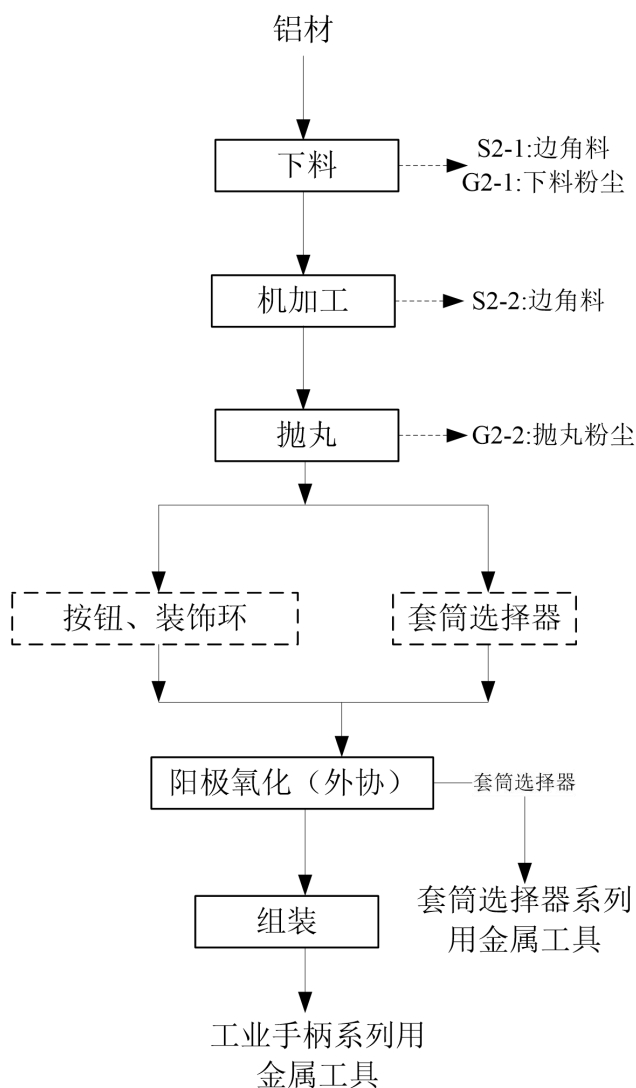 铝材
下料
S2-1:边角料
G2-1:下料粉尘
机加工
S2-2:边角料
抛丸
G2-2:抛丸粉尘
按钮、装饰环
套筒选择器
阳极氧化（外协）
套筒选择器
组装
套筒选择器系列
用金属工具
工业手柄系列用
金属工具